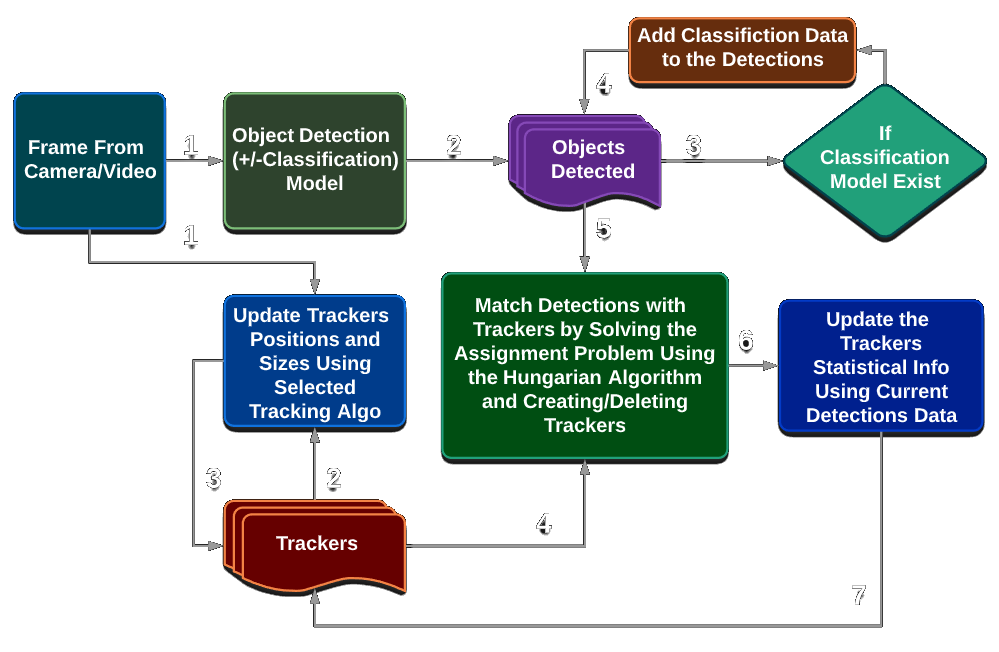 Add Classifiction Data
to the Detections
4
Frame From
Camera/Video
1
Object Detection
(+/-Classification)
Model
2
Objects
Detected
3
If
Classification
Model Exist
1
5
Update Trackers
Positions and
Sizes Using
Selected
Tracking Algo
Match Detections with
Trackers by Solving the
Assignment Problem Using
the Hungarian Algorithm
and Creating/Deleting
Trackers
6
Update the
Trackers
Statistical Info
Using Current
Detections Data
3
2
Trackers
4
7